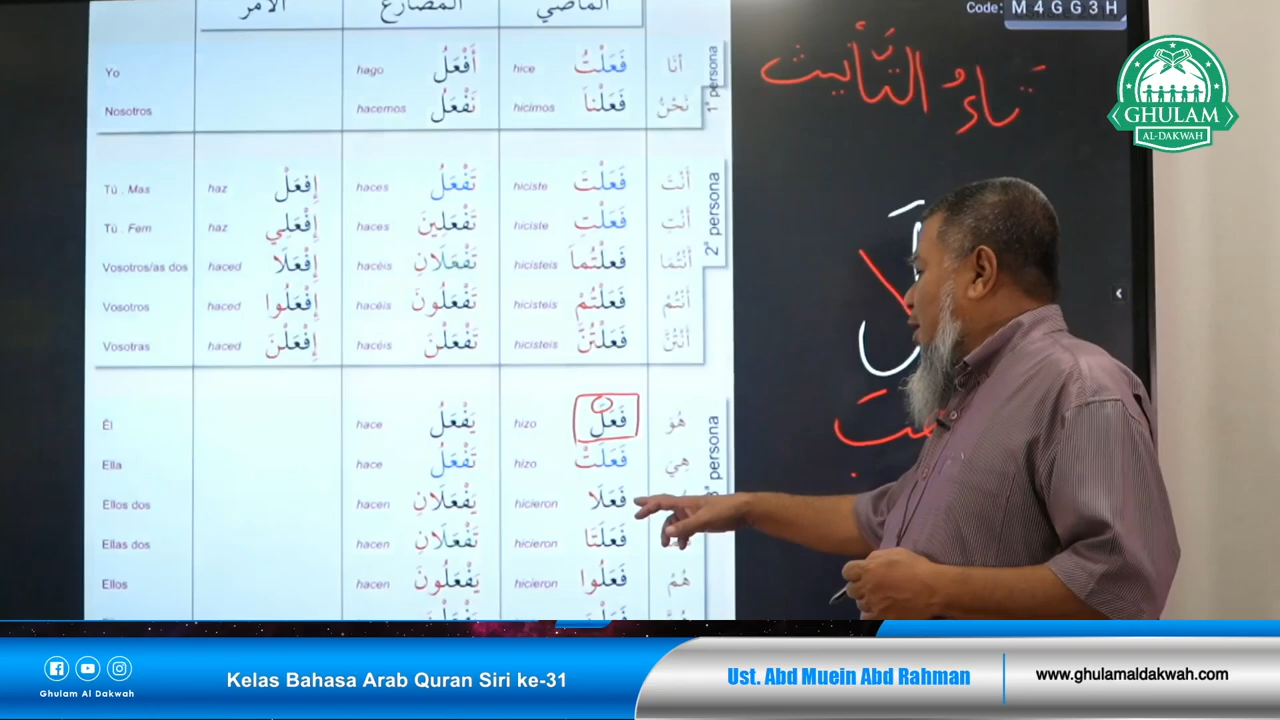 Code: M4GG3H
GHULAM
AL-DAKWAH
تاءُ التَّأنيث
الماضي المضارع الأمر
أنَا فَعَلْتُ hice أَفْعَلُ hago Yo
نَحْنُ فَعَلْنَا hicimos نَفْعَلُ hacemos Nosotros
1ª persona
أَنْتَ فَعَلْتَ hiciste تَفْعَلُ haces إِفْعَلْ haz Tú . Mas
أَنْتِ فَعَلْتِ hiciste تَفْعَلِينَ haces إِفْعَلِي haz Tú . Fem
أَنْتُمَا فَعَلْتُمَا hicisteis تَفْعَلَانِ hacéis إِفْعَلَا haced Vosotros/as dos
أَنْتُمْ فَعَلْتُمْ hicisteis تَفْعَلُونَ hacéis إِفْعَلُوا haced Vosotros
أَنْتُنَّ فَعَلْتُنَّ hicisteis تَفْعَلْنَ hacéis إِفْعَلْنَ haced Vosotras
2ª persona
هُوَ فَعَلَ hizo يَفْعَلُ hace Él
هِيَ فَعَلَتْ hizo تَفْعَلُ hace Ella
فَعَلَا hicieron يَفْعَلَانِ hacen Ellos dos
فَعَلَتَا hicieron تَفْعَلَانِ hacen Ellas dos
هُمْ فَعَلُوا hicieron يَفْعَلُونَ hacen Ellos
3ª persona
Ghulam Al Dakwah
Kelas Bahasa Arab Quran Siri ke-31
Ust. Abd Muein Abd Rahman
www.ghulamaldakwah.com